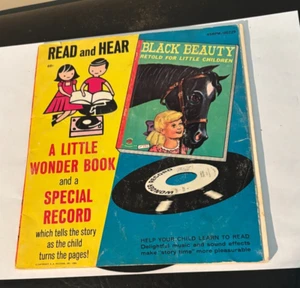 READ and HEAR
BLACK BEAUTY
RETOLD FOR LITTLE CHILDREN
A LITTLE
WONDER BOOK
and a
SPECIAL
RECORD
which tells the story
as the child
turns the pages!
HELP YOUR CHILD LEARN TO READ
Delightful music and sound effects
make "story time" more pleasurable